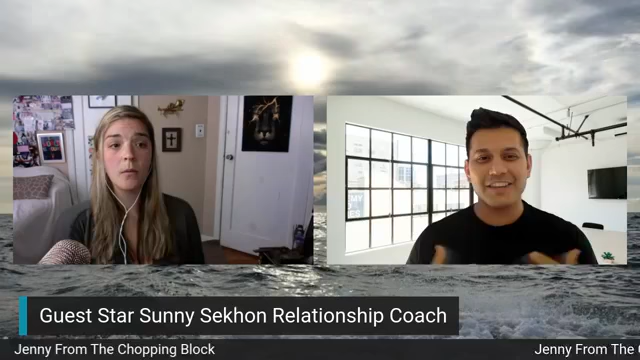 Guest Star Sunny Sekhon Relationship Coach
Jenny From The Chopping Block
Jenny From The